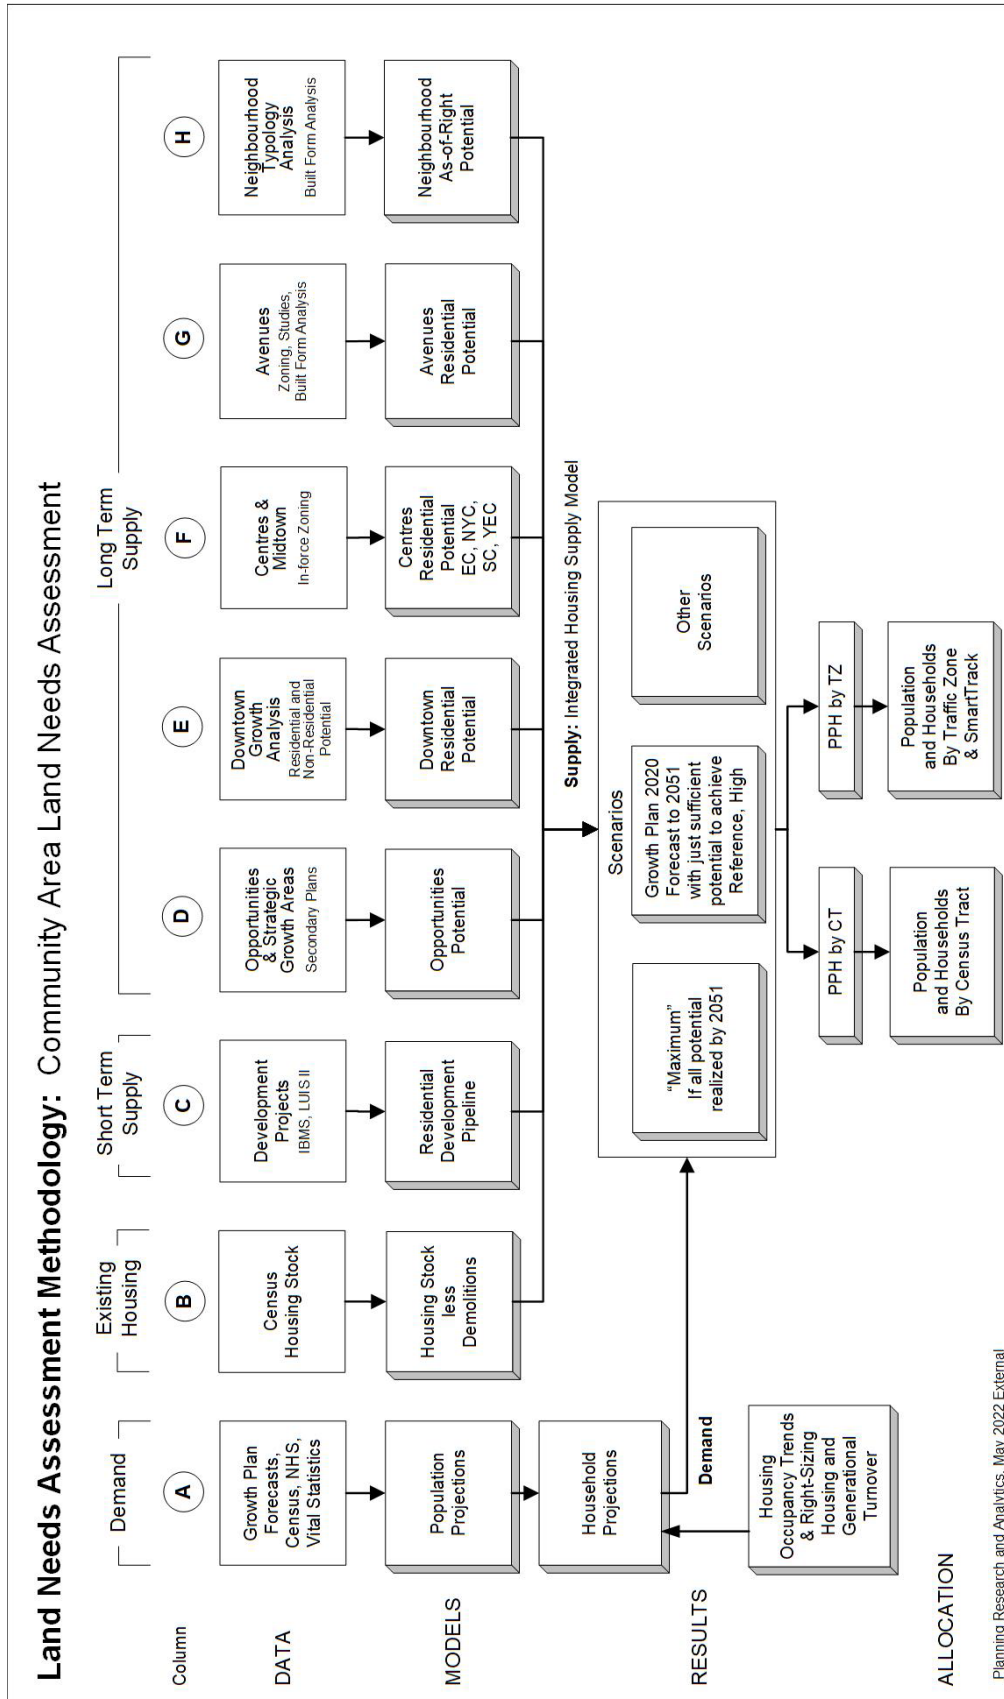 Land Needs Assessment Methodology: Community Area Land Needs Assessment
Demand
Existing
Housing
Short Term
Supply
Long Term
Supply
Column
A
B
C
D
E
F
G
H
DATA
Growth Plan
Forecasts,
Census, NHS,
Vital Statistics
Census
Housing Stock
Development
Projects
IBMS, LUIS II
Opportunities
& Strategic
Growth Areas
Secondary Plans
Downtown
Growth
Analysis
Residential and
Non-Residential
Potential
Centres &
Midtown
In-force Zoning
Avenues
Zoning, Studies,
Built Form Analysis
Neighbourhood
Typology
Analysis
Built Form Analysis
MODELS
Population
Projections
Housing Stock
less
Demolitions
Residential
Development
Pipeline
Opportunities
Potential
Downtown
Residential
Potential
Centres
Residential
Potential
EC, NYC,
SC, YEC
Avenues
Residential
Potential
Neighbourhood
As-of-Right
Potential
Household
Projections
Supply: Integrated Housing Supply Model
RESULTS
Demand
Scenarios
“Maximum”
If all potential
realized by 2051
Growth Plan 2020
Forecast to 2051
with just sufficient
potential to achieve
Reference, High
Other
Scenarios
Housing
Occupancy Trends
& Right-Sizing
Housing and
Generational
Turnover
PPH by CT
PPH by TZ
ALLOCATION
Population
and Households
By Census Tract
Population
and Households
By Traffic Zone
& SmartTrack
Planning Research and Analytics, May 2022 External